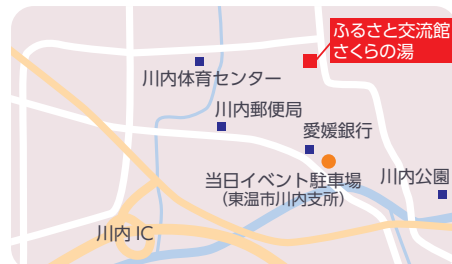 ふるさと交流館
さくらの湯
川内体育センター
川内郵便局
愛媛銀行
当日イベント駐車場
（東温市川内支所）
川内公園
川内 IC